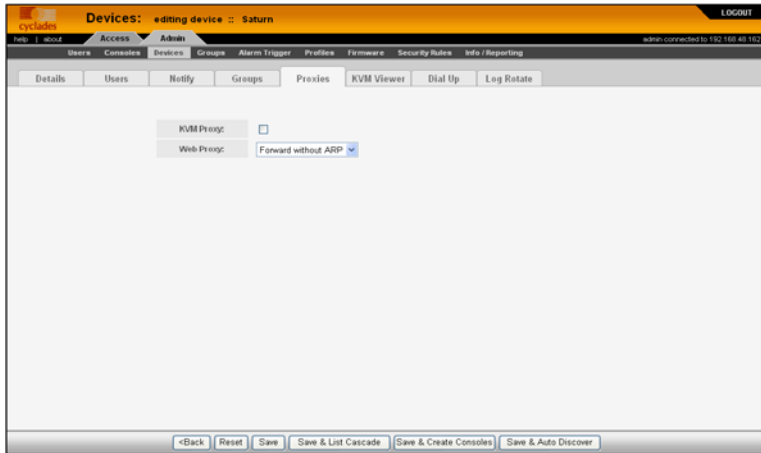 LOGOUT
cyclades
Devices: editing device :: Saturn
help | about Access Admin admin connected to 192.168.48.162
Users Consoles Devices Groups Alarm Trigger Profiles Firmware Security Rules Info / Reporting
Details Users Notify Groups Proxies KVM Viewer Dial Up Log Rotate
KVM Proxy:
Web Proxy: Forward without ARP
<Back Reset Save Save & List Cascade Save & Create Consoles Save & Auto Discover